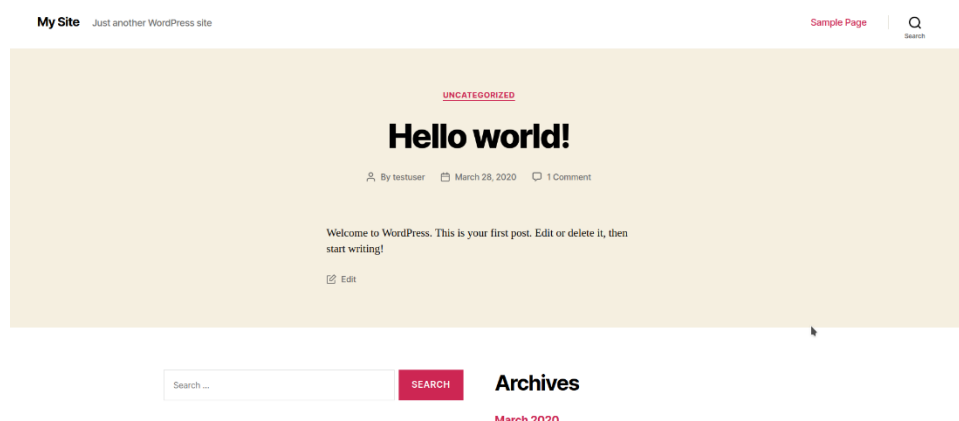 My Site Just another WordPress site Sample Page
Search
UNCATEGORIZED
Hello world!
By testuser March 28, 2020 1 Comment
Welcome to WordPress. This is your first post. Edit or delete it, then
start writing!
Edit
Search ... SEARCH Archives
March 2020